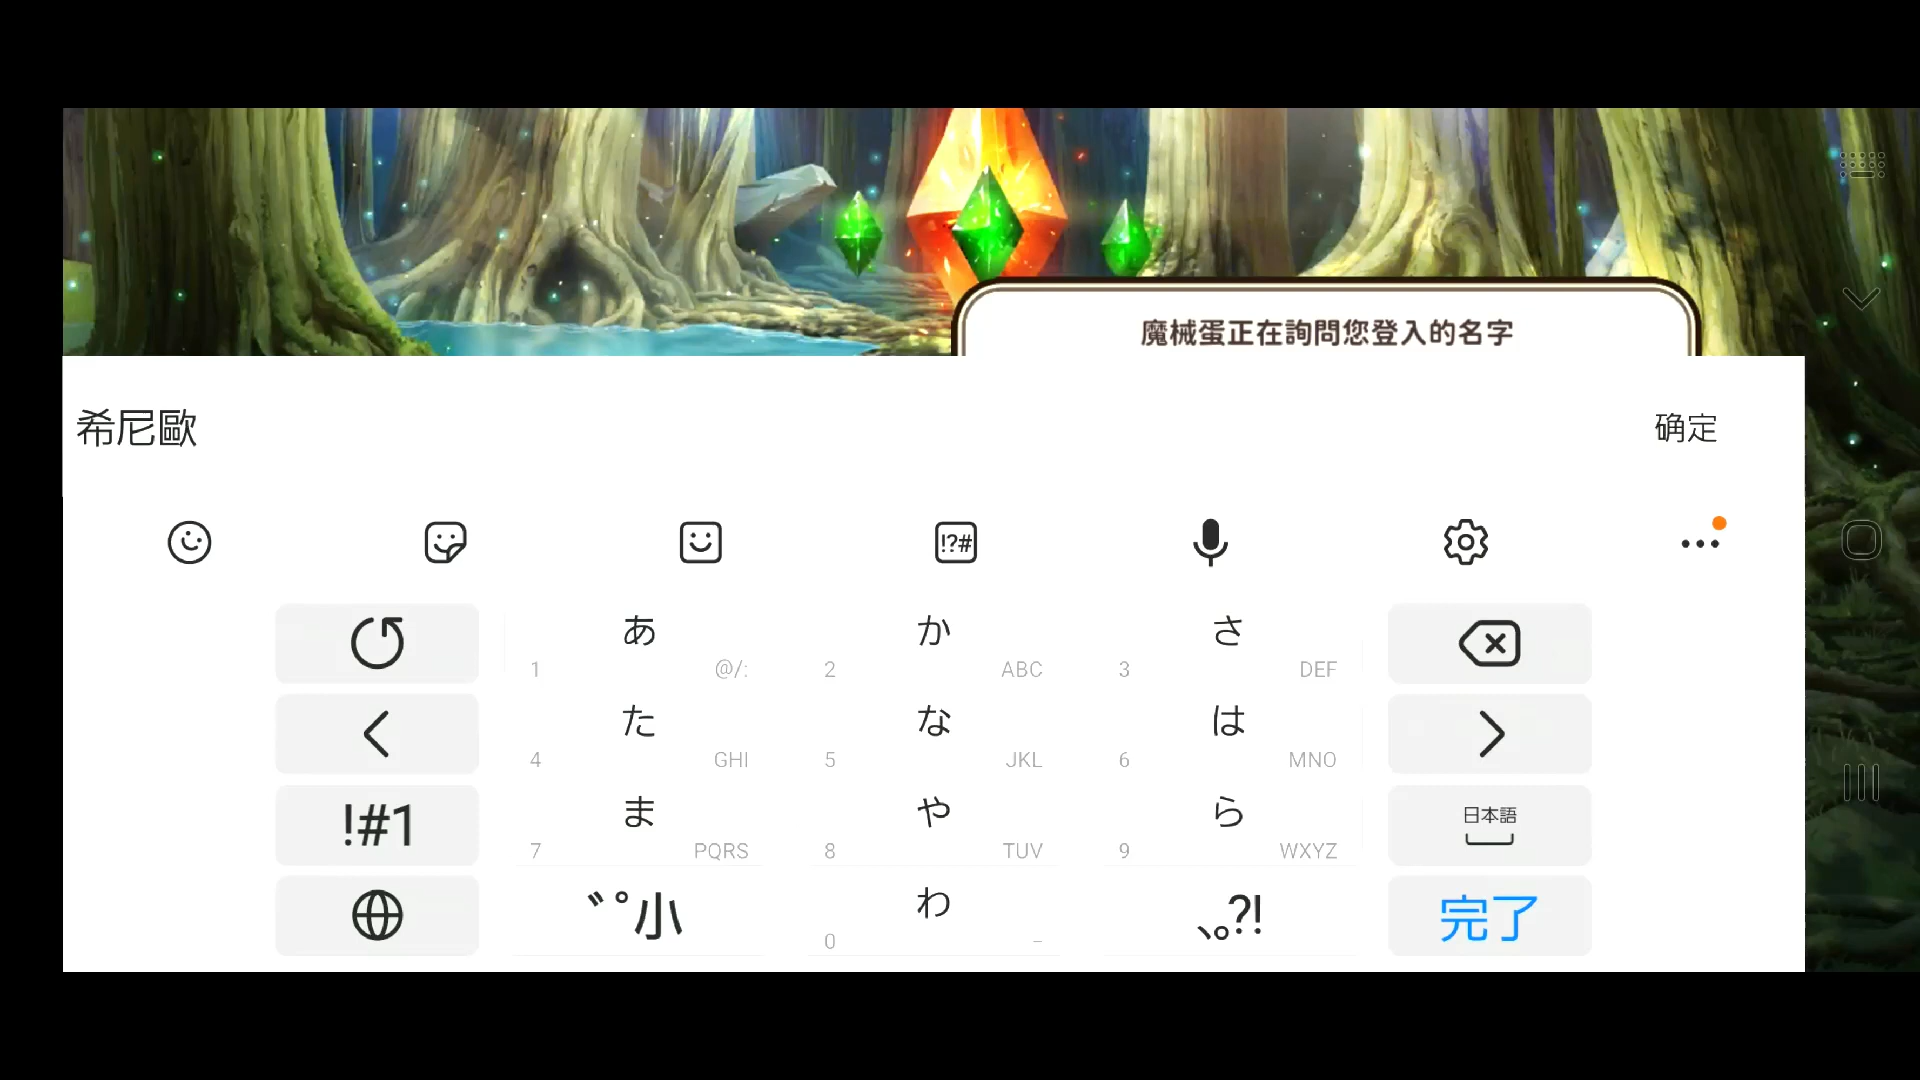 魔械蛋正在詢問您登入的名字
希尼歐
确定
!?#
あ 1 @/:
か 2 ABC
さ 3 DEF
た 4 GHI
な 5 JKL
は 6 MNO
!#1
ま 7 PQRS
や 8 TUV
ら 9 WXYZ
日本語
゛゜小
わ 0 _
、。?!
完了